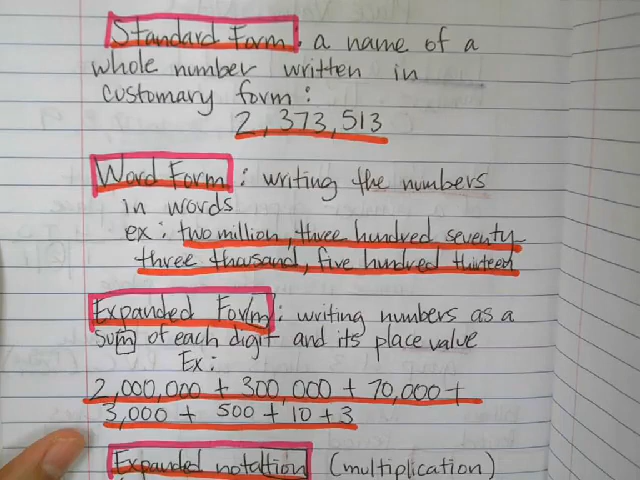 Standard Form: a name of a
whole number written in
customary form:
2,373,513
Word Form: writing the numbers
in words
ex: two million, three hundred seventy
three thousand, five hundred thirteen
Expanded Form: writing numbers as a
sum of each digit and its place value
Ex:
2,000,000 + 300,000 + 70,000 +
3,000 + 500 + 10 + 3
Expanded notation (multiplication)